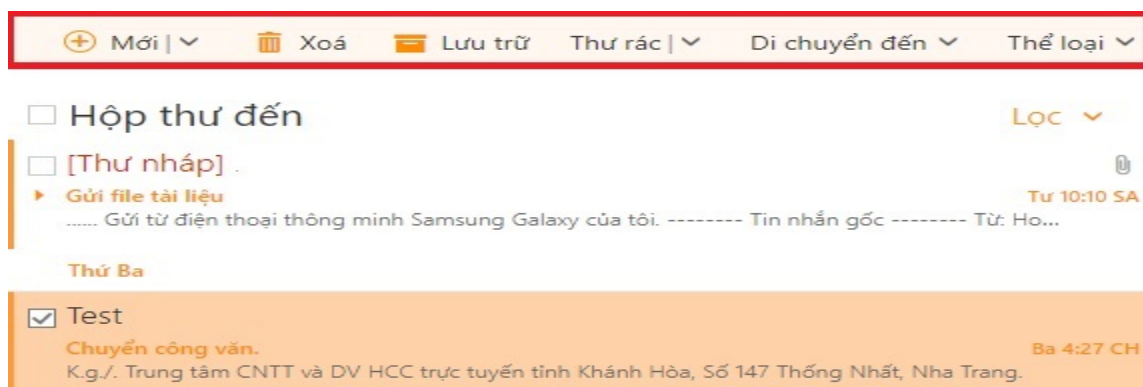 Mới | Xoá Lưu trữ Thư rác | Di chuyển đến Thể loại
Hộp thư đến Lọc
[Thư nháp] .
Gửi file tài liệu Tư 10:10 SA
...... Gửi từ điện thoại thông minh Samsung Galaxy của tôi. -------- Tin nhắn gốc -------- Từ: Ho...
Thứ Ba
Test
Chuyển công văn. Ba 4:27 CH
K.g./. Trung tâm CNTT và DV HCC trực tuyến tỉnh Khánh Hòa, Số 147 Thống Nhất, Nha Trang.